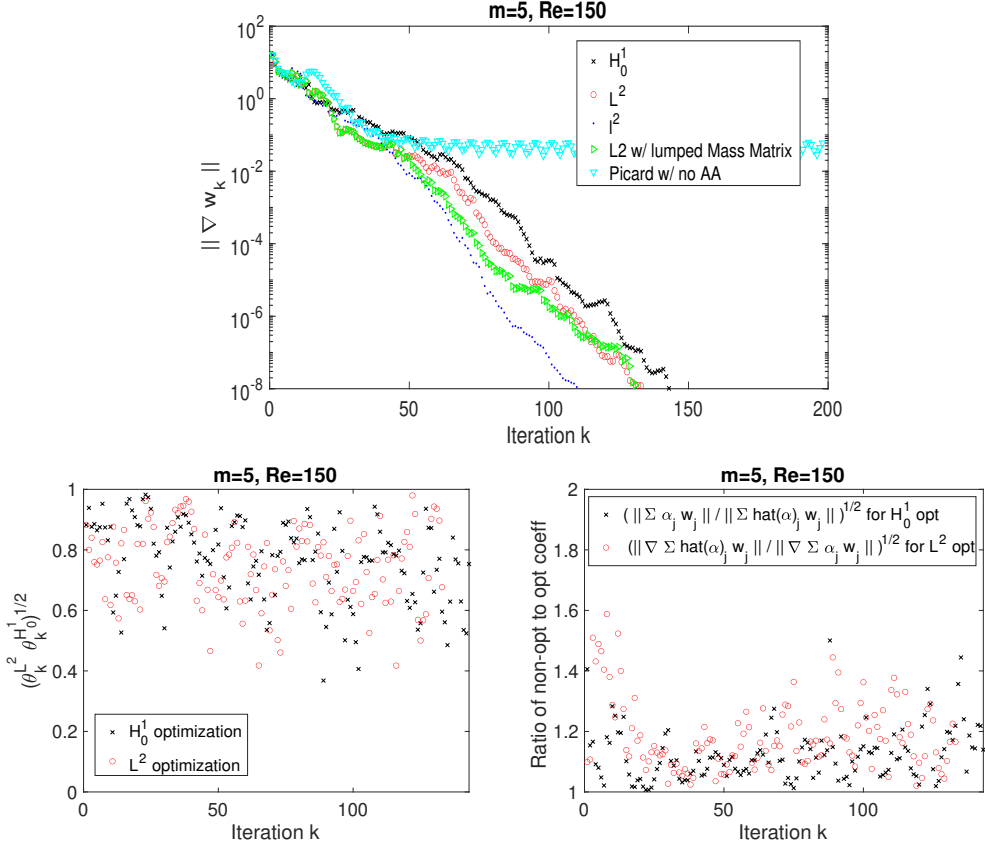 m=5, Re=150
10^2
10^0
10^-2
10^-4
10^-6
10^-8
|| ∇ w_k ||
H_0^1
L^2
l^2
L2 w/ lumped Mass Matrix
Picard w/ no AA
0 50 100 150 200
Iteration k
m=5, Re=150
1
0.8
0.6
0.4
0.2
0
(θ_k^{L^2} θ_k^{H_0^1})^{1/2}
H_0^1 optimization
L^2 optimization
0 50 100
Iteration k
m=5, Re=150
2
1.8
1.6
1.4
1.2
1
Ratio of non-opt to opt coeff
( || Σ α_j w_j || / || Σ hat(α)_j w_j || )^{1/2} for H_0^1 opt
(|| ∇ Σ hat(α)_j w_j || / || ∇ Σ α_j w_j || )^{1/2} for L^2 opt
0 50 100
Iteration k